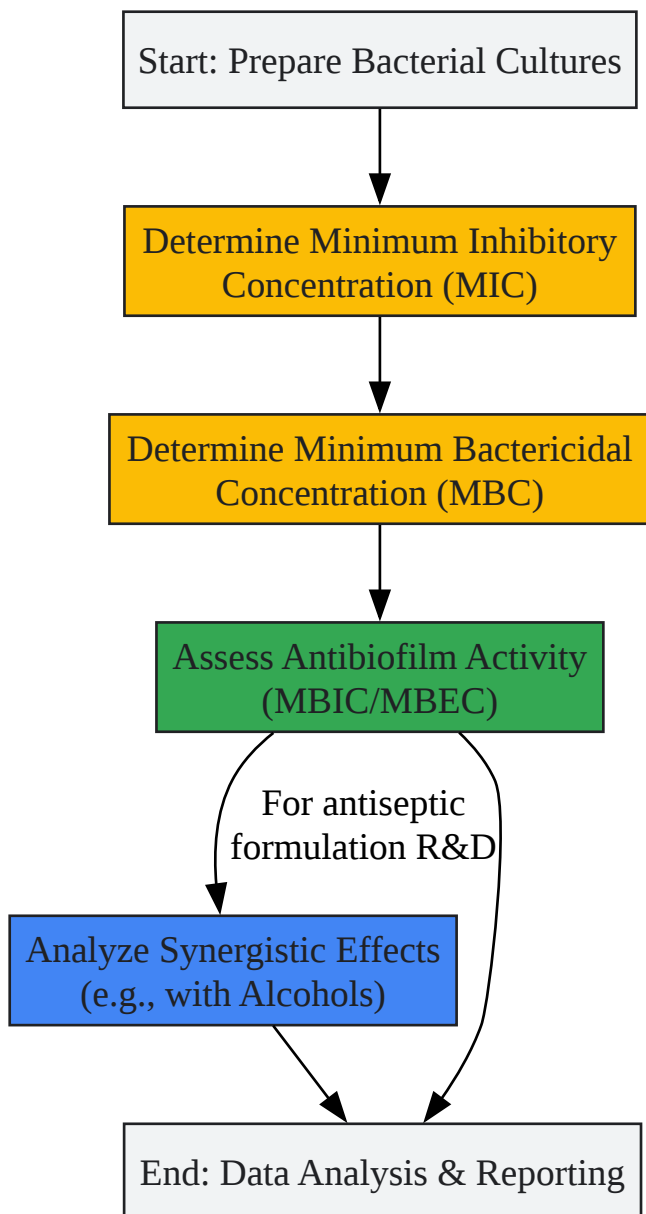 Start: Prepare Bacterial Cultures
Determine Minimum Inhibitory
Concentration (MIC)
Determine Minimum Bactericidal
Concentration (MBC)
Assess Antibiofilm Activity
(MBIC/MBEC)
For antiseptic
formulation R&D
Analyze Synergistic Effects
(e.g., with Alcohols)
End: Data Analysis & Reporting